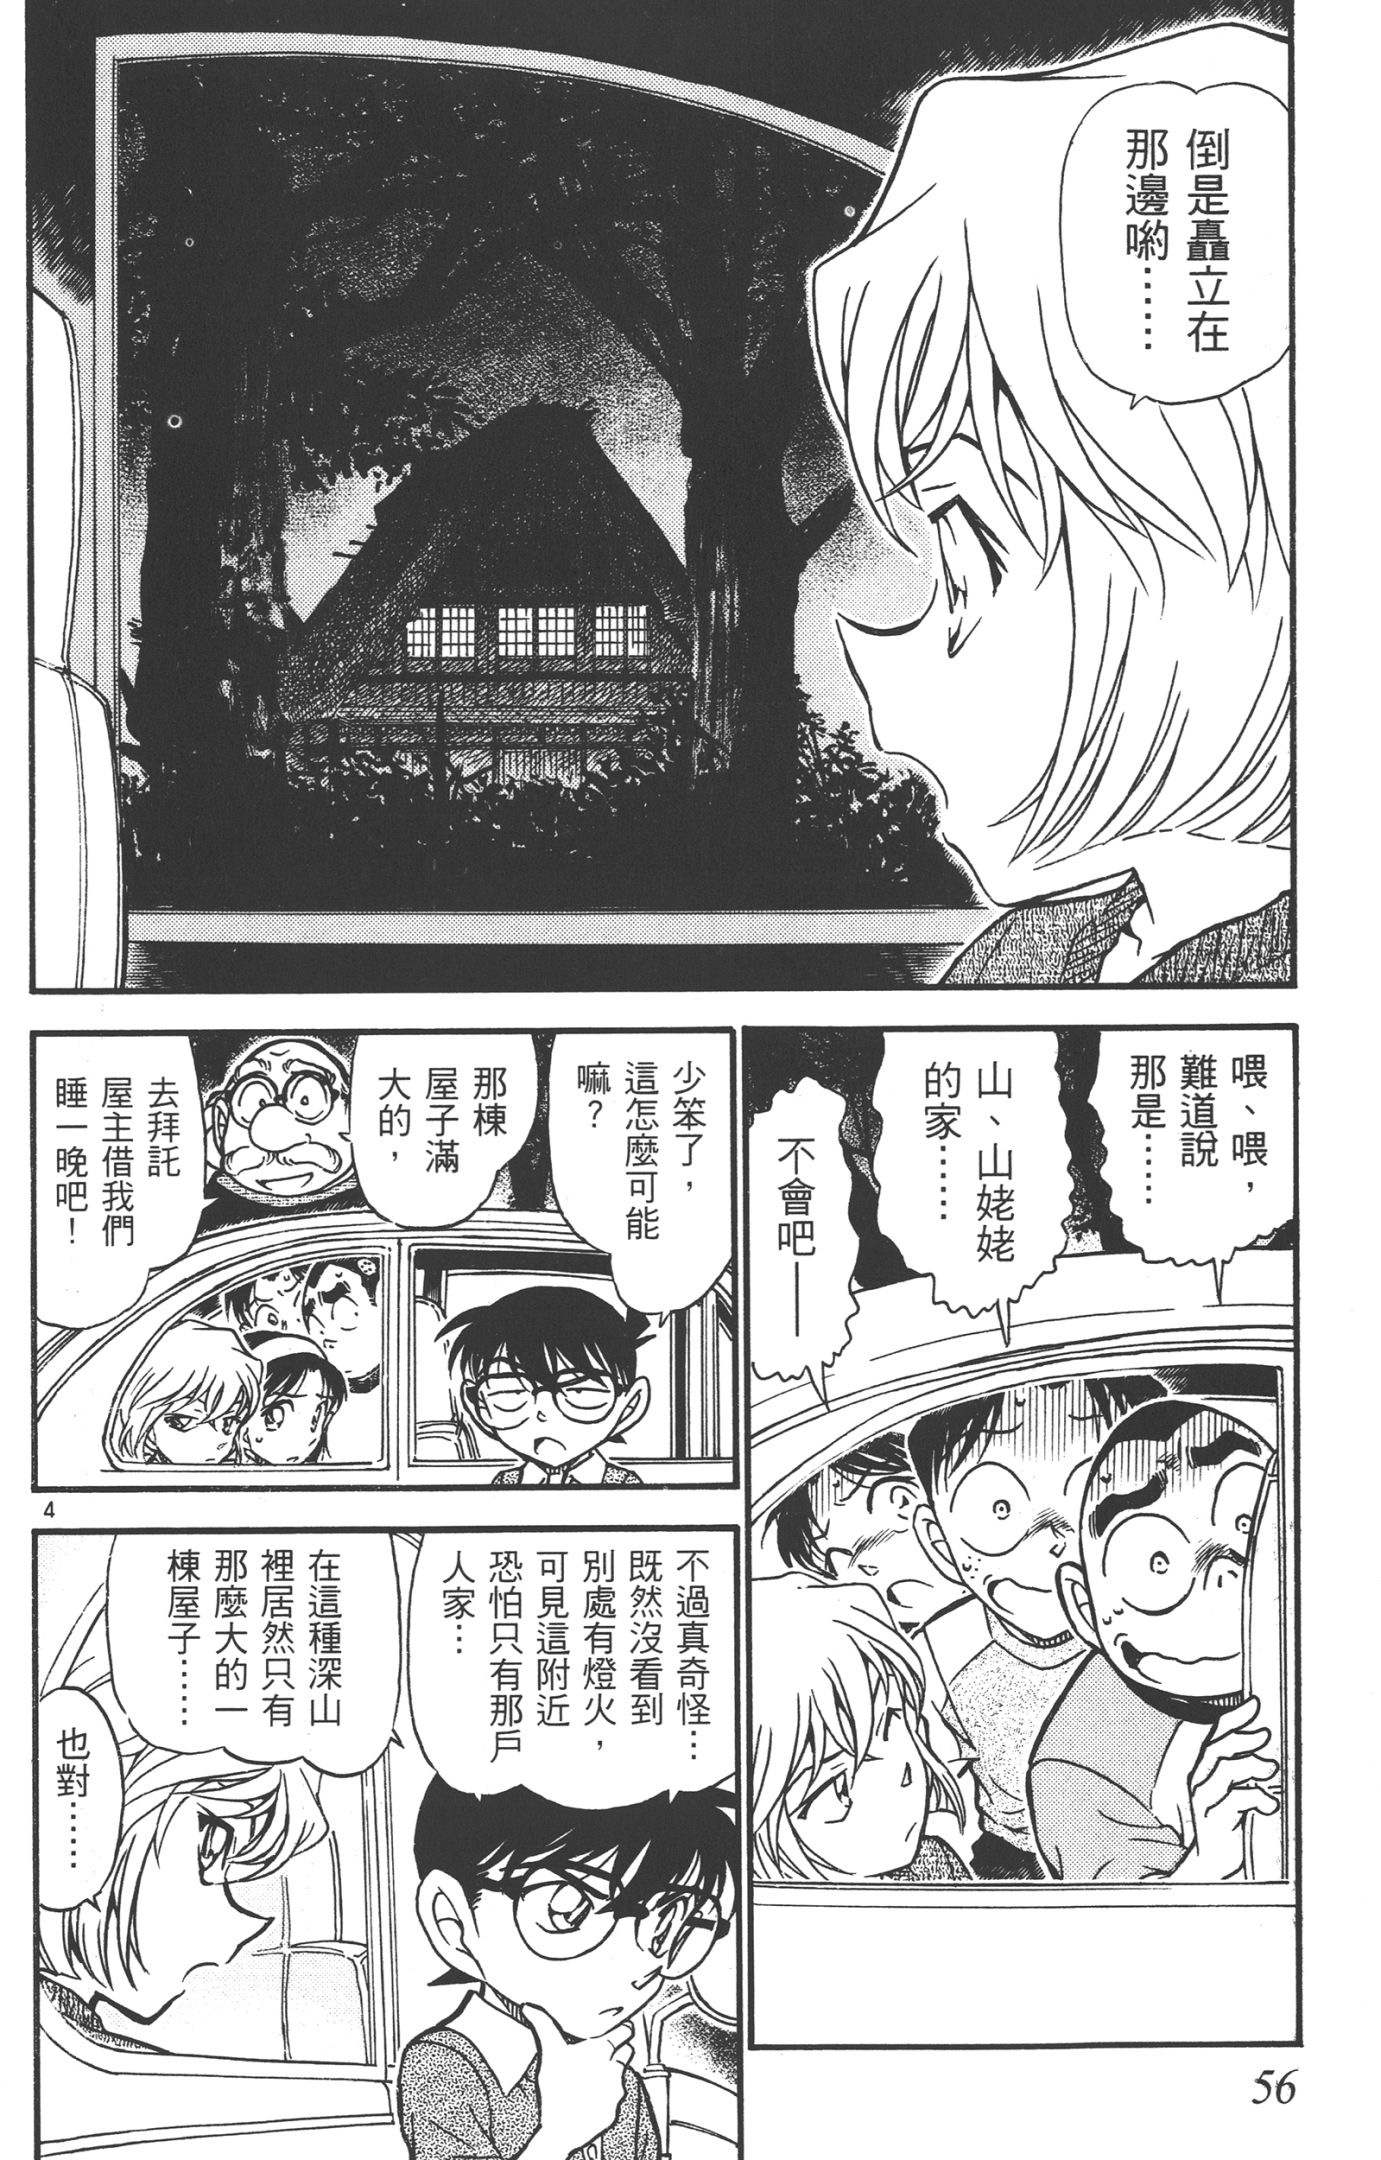 倒是矗立在
那邊喲……
喂、喂，
難道說
那是……
山、山姥姥
的家……
不會吧——
少笨了，
這怎麼可能
嘛？
那棟
屋子滿
大的，
去拜託
屋主借我們
睡一晚吧！
4
不過真奇怪…
既然沒看到
別處有燈火，
可見這附近
恐怕只有那戶
人家…
在這種深山
裡居然只有
那麼大的一
棟屋子……
也對……
56